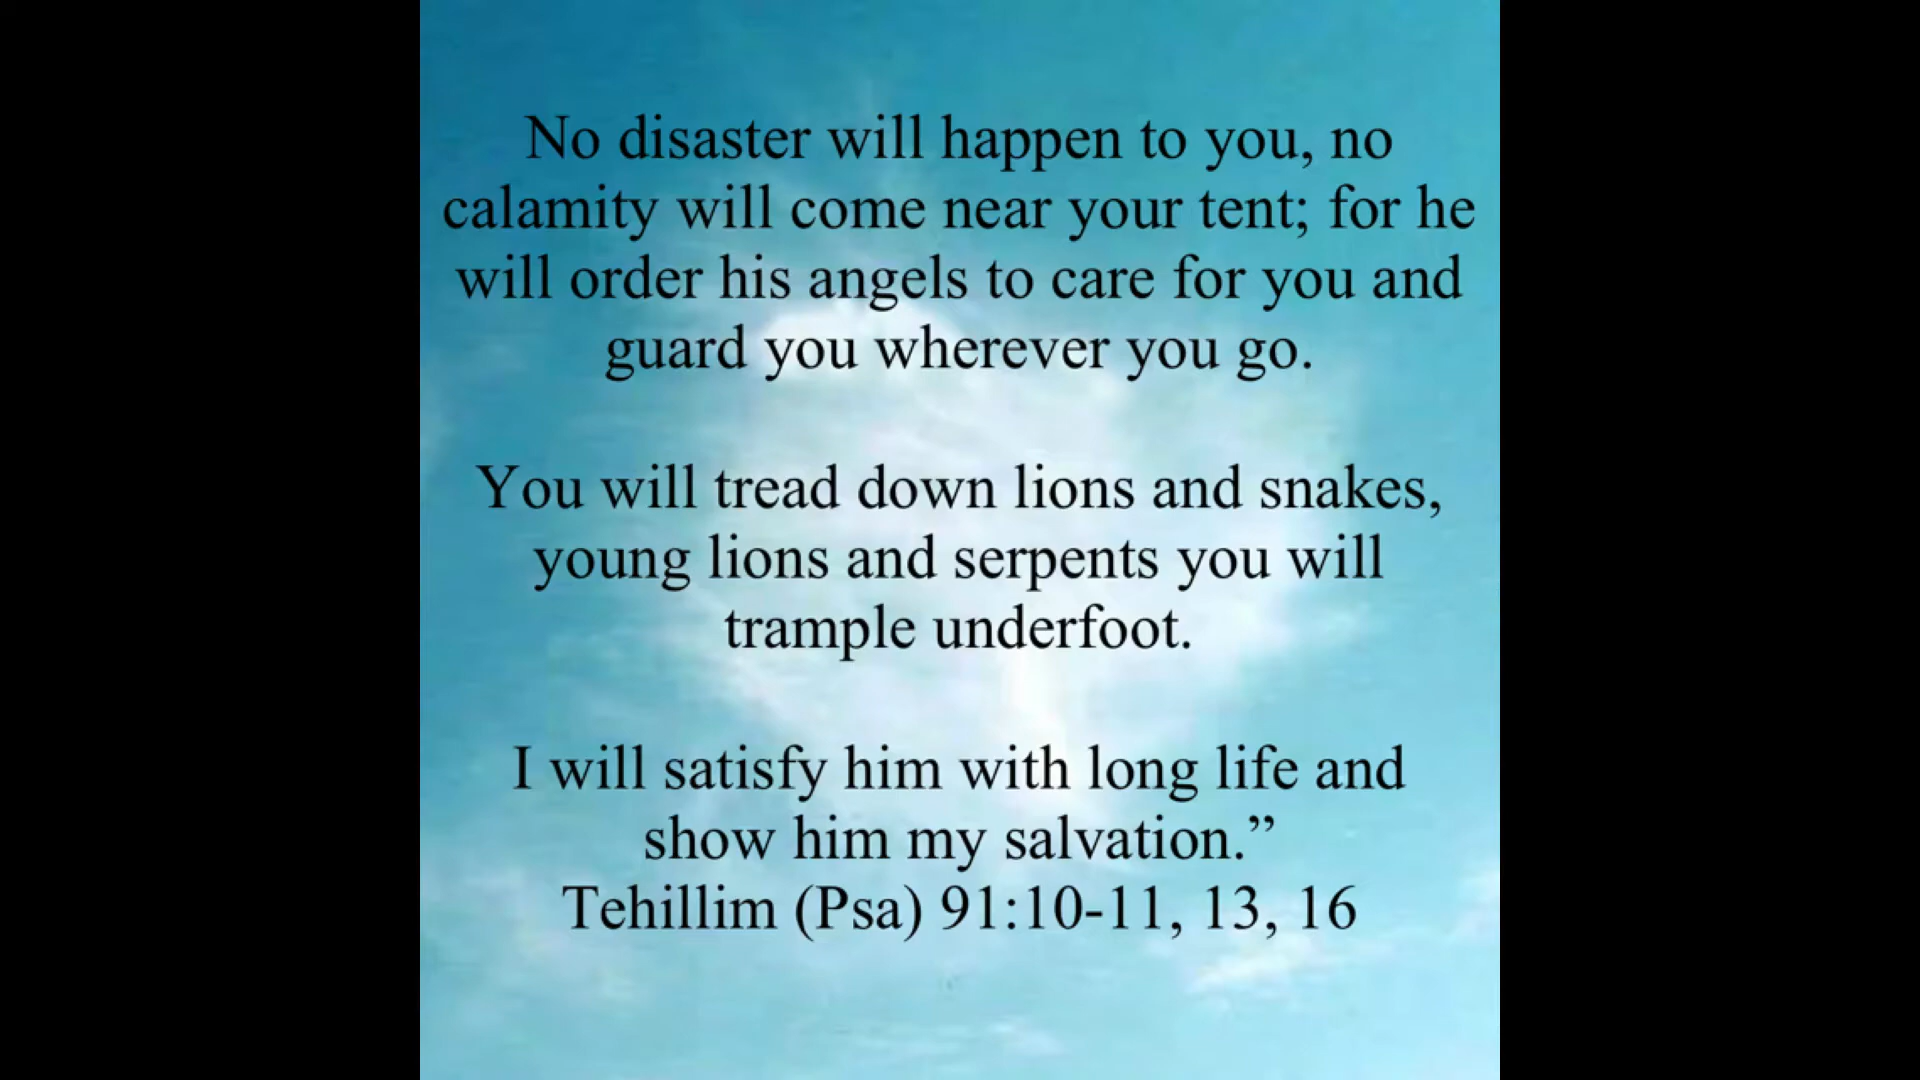 No disaster will happen to you, no
calamity will come near your tent; for he
will order his angels to care for you and
guard you wherever you go.
You will tread down lions and snakes,
young lions and serpents you will
trample underfoot.
I will satisfy him with long life and
show him my salvation.”
Tehillim (Psa) 91:10-11, 13, 16